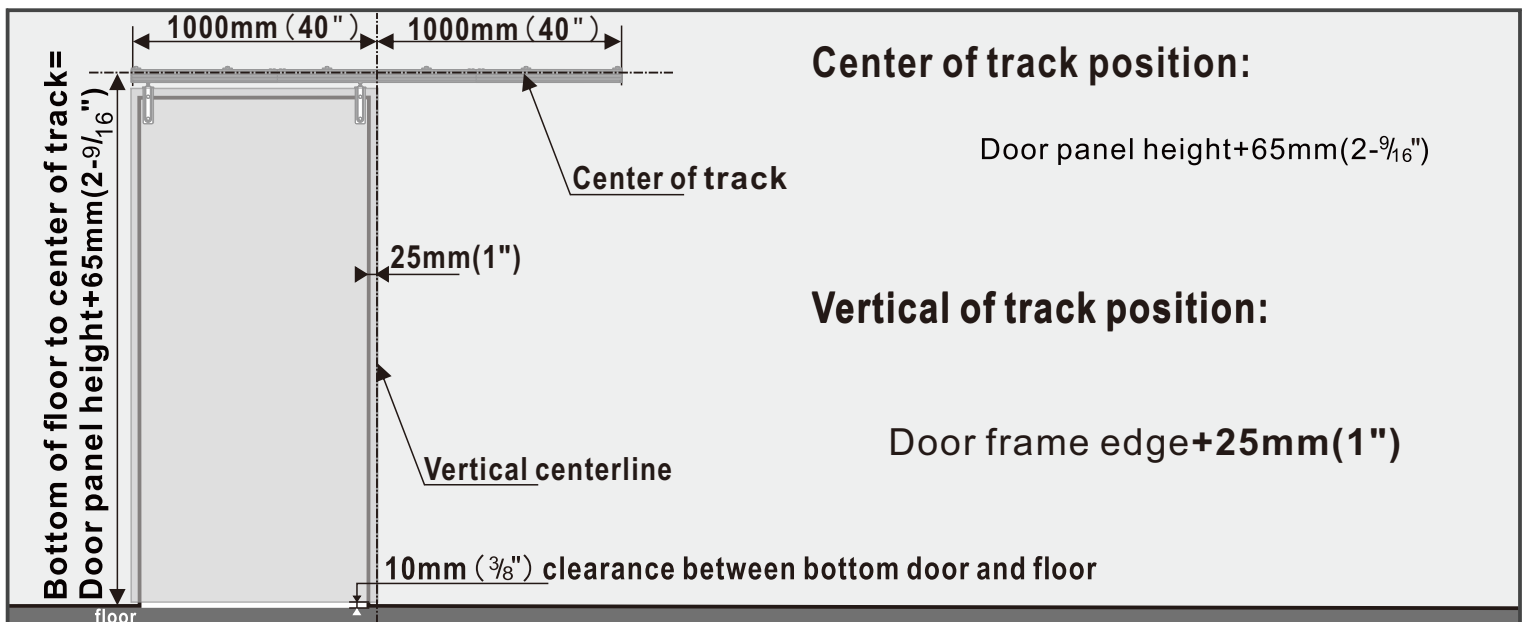 1000mm（40"）
1000mm（40"）
Bottom of floor to center of track=
Door panel height+65mm(2-9/16")
Center of track
25mm(1")
Vertical centerline
10mm（3/8"）clearance between bottom door and floor
floor
Center of track position:
Door panel height+65mm(2-9/16")
Vertical of track position:
Door frame edge+25mm(1")